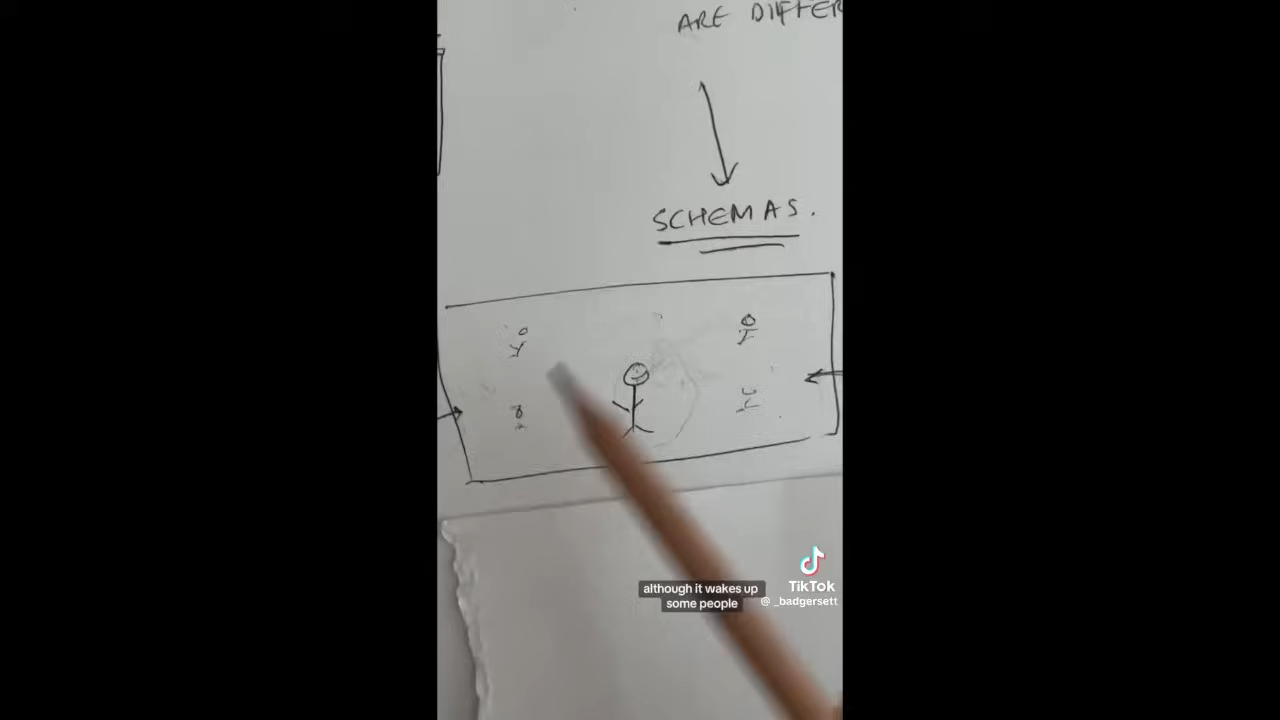 ARE DIFFER
SCHEMAS.
although it wakes up
some people
TikTok
@ _badgersett